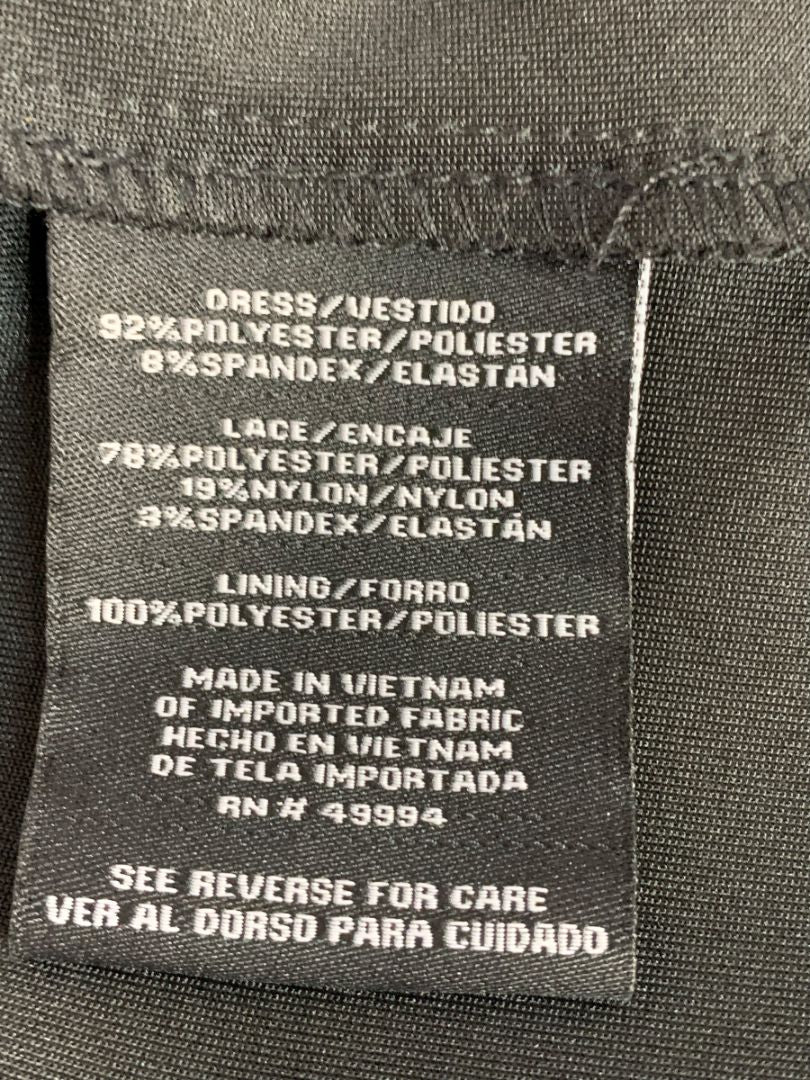 DRESS/VESTIDO
92%POLYESTER/POLIESTER
8%SPANDEX/ELASTÁN
LACE/ENCAJE
78%POLYESTER/POLIESTER
19%NYLON/NYLON
3%SPANDEX/ELASTÁN
LINING/FORRO
100%POLYESTER/POLIESTER
MADE IN VIETNAM
OF IMPORTED FABRIC
HECHO EN VIETNAM
DE TELA IMPORTADA
RN # 49994
SEE REVERSE FOR CARE
VER AL DORSO PARA CUIDADO